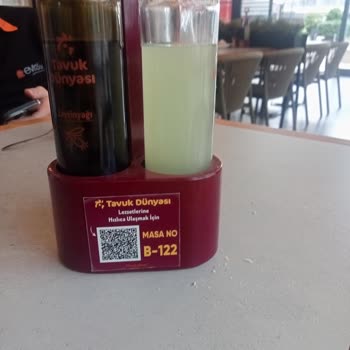 Tavuk
Dünyası
Zeytinyağı
Tavuk Dünyası
Lezzetlerine
Hızlıca Ulaşmak İçin
MASA NO
B-122